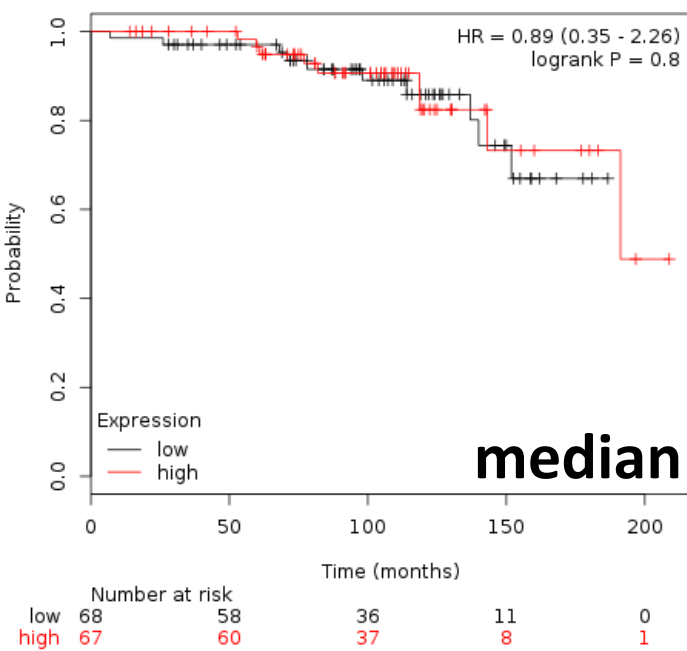 HR = 0.89 (0.35 - 2.26)
logrank P = 0.8
1.0
0.8
0.6
0.4
0.2
0.0
Probability
Expression
low
high
median
0 50 100 150 200
Time (months)
Number at risk
low 68 58 36 11 0
high 67 60 37 8 1